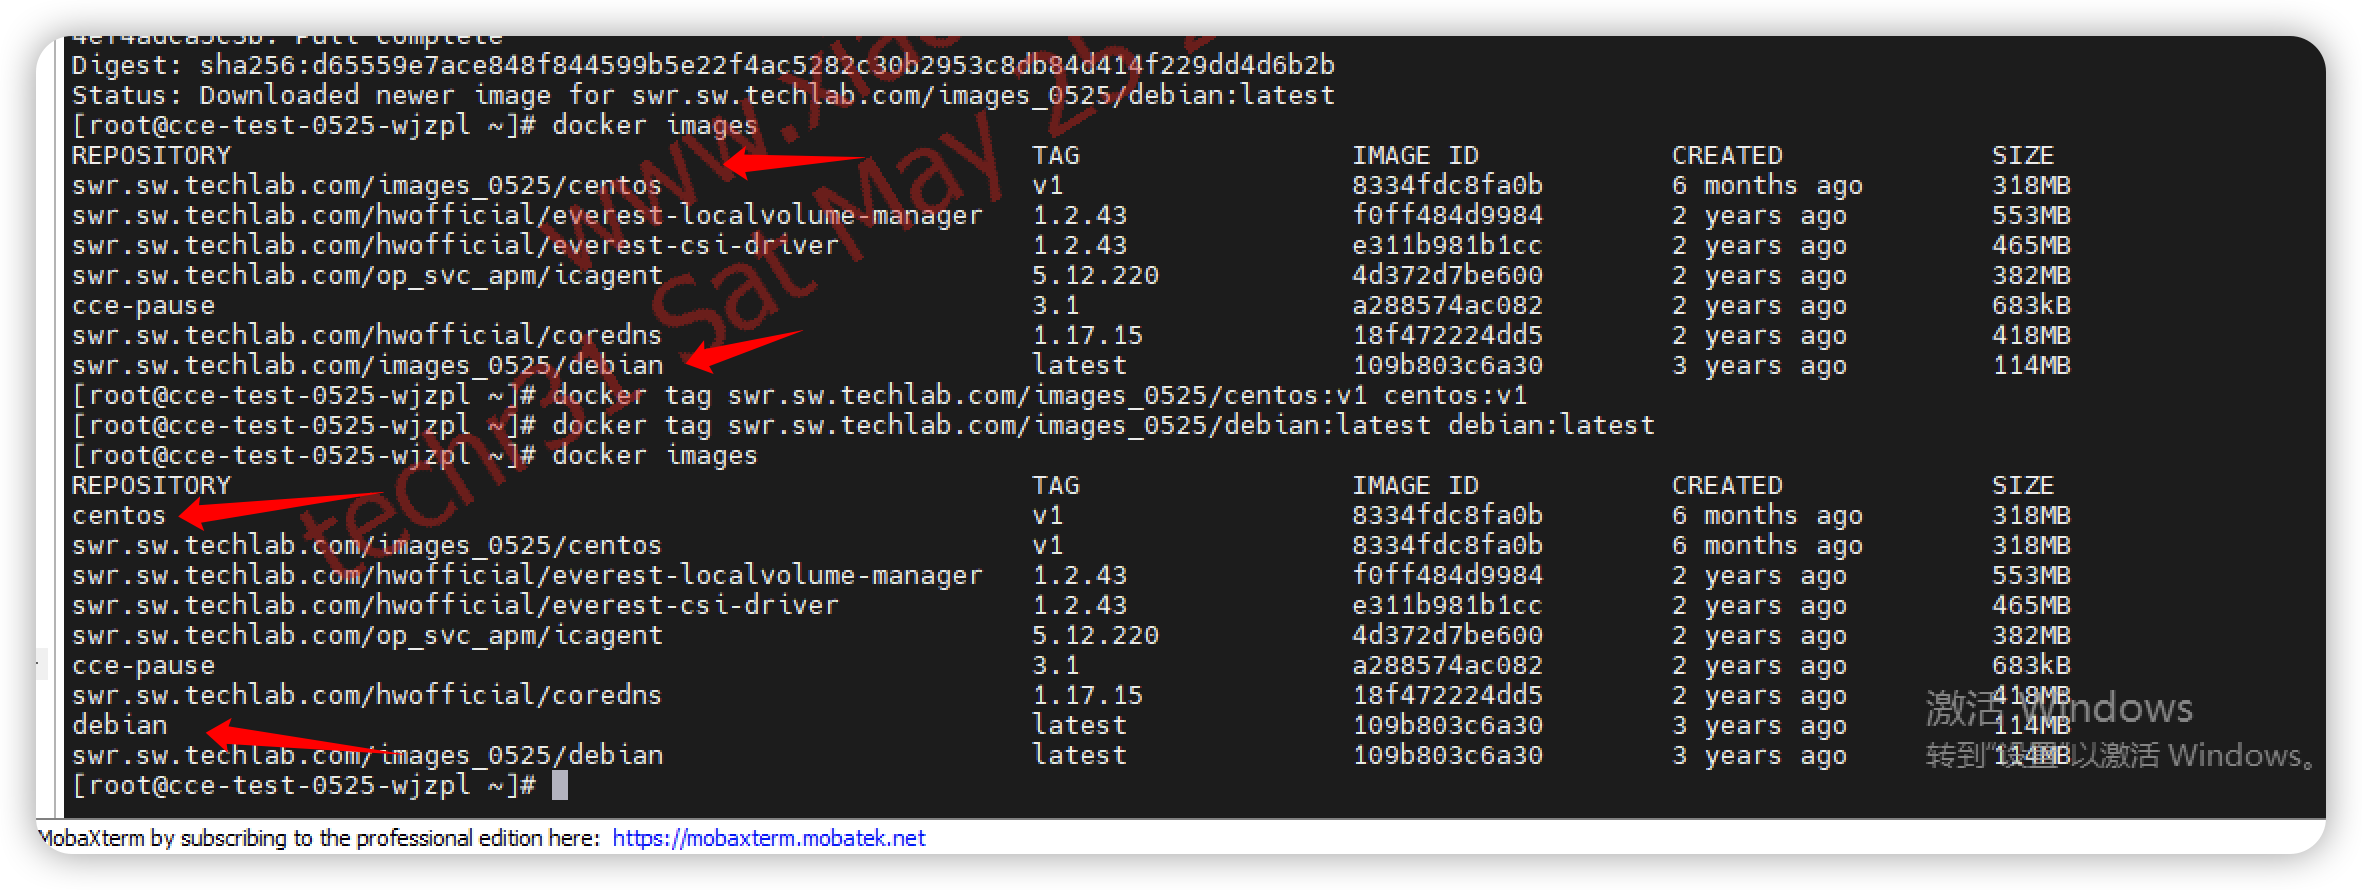 4ef4adca5c3b: Pull complete
Digest: sha256:d65559e7ace848f844599b5e22f4ac5282c30b2953c8db84d414f229dd4d6b2b
Status: Downloaded newer image for swr.sw.techlab.com/images_0525/debian:latest
[root@cce-test-0525-wjzpl ~]# docker images
REPOSITORY TAG IMAGE ID CREATED SIZE
swr.sw.techlab.com/images_0525/centos v1 8334fdc8fa0b 6 months ago 318MB
swr.sw.techlab.com/hwofficial/everest-localvolume-manager 1.2.43 f0ff484d9984 2 years ago 553MB
swr.sw.techlab.com/hwofficial/everest-csi-driver 1.2.43 e311b981b1cc 2 years ago 465MB
swr.sw.techlab.com/op_svc_apm/icagent 5.12.220 4d372d7be600 2 years ago 382MB
cce-pause 3.1 a288574ac082 2 years ago 683kB
swr.sw.techlab.com/hwofficial/coredns 1.17.15 18f472224dd5 2 years ago 418MB
swr.sw.techlab.com/images_0525/debian latest 109b803c6a30 3 years ago 114MB
[root@cce-test-0525-wjzpl ~]# docker tag swr.sw.techlab.com/images_0525/centos:v1 centos:v1
[root@cce-test-0525-wjzpl ~]# docker tag swr.sw.techlab.com/images_0525/debian:latest debian:latest
[root@cce-test-0525-wjzpl ~]# docker images
REPOSITORY TAG IMAGE ID CREATED SIZE
centos v1 8334fdc8fa0b 6 months ago 318MB
swr.sw.techlab.com/images_0525/centos v1 8334fdc8fa0b 6 months ago 318MB
swr.sw.techlab.com/hwofficial/everest-localvolume-manager 1.2.43 f0ff484d9984 2 years ago 553MB
swr.sw.techlab.com/hwofficial/everest-csi-driver 1.2.43 e311b981b1cc 2 years ago 465MB
swr.sw.techlab.com/op_svc_apm/icagent 5.12.220 4d372d7be600 2 years ago 382MB
cce-pause 3.1 a288574ac082 2 years ago 683kB
swr.sw.techlab.com/hwofficial/coredns 1.17.15 18f472224dd5 2 years ago 418MB
debian latest 109b803c6a30 3 years ago 114MB
swr.sw.techlab.com/images_0525/debian latest 109b803c6a30 3 years ago 114MB
[root@cce-test-0525-wjzpl ~]#
techr31 Sat May 25
激活 Windows
转到“设置”以激活 Windows。
MobaXterm by subscribing to the professional edition here: https://mobaxterm.mobatek.net